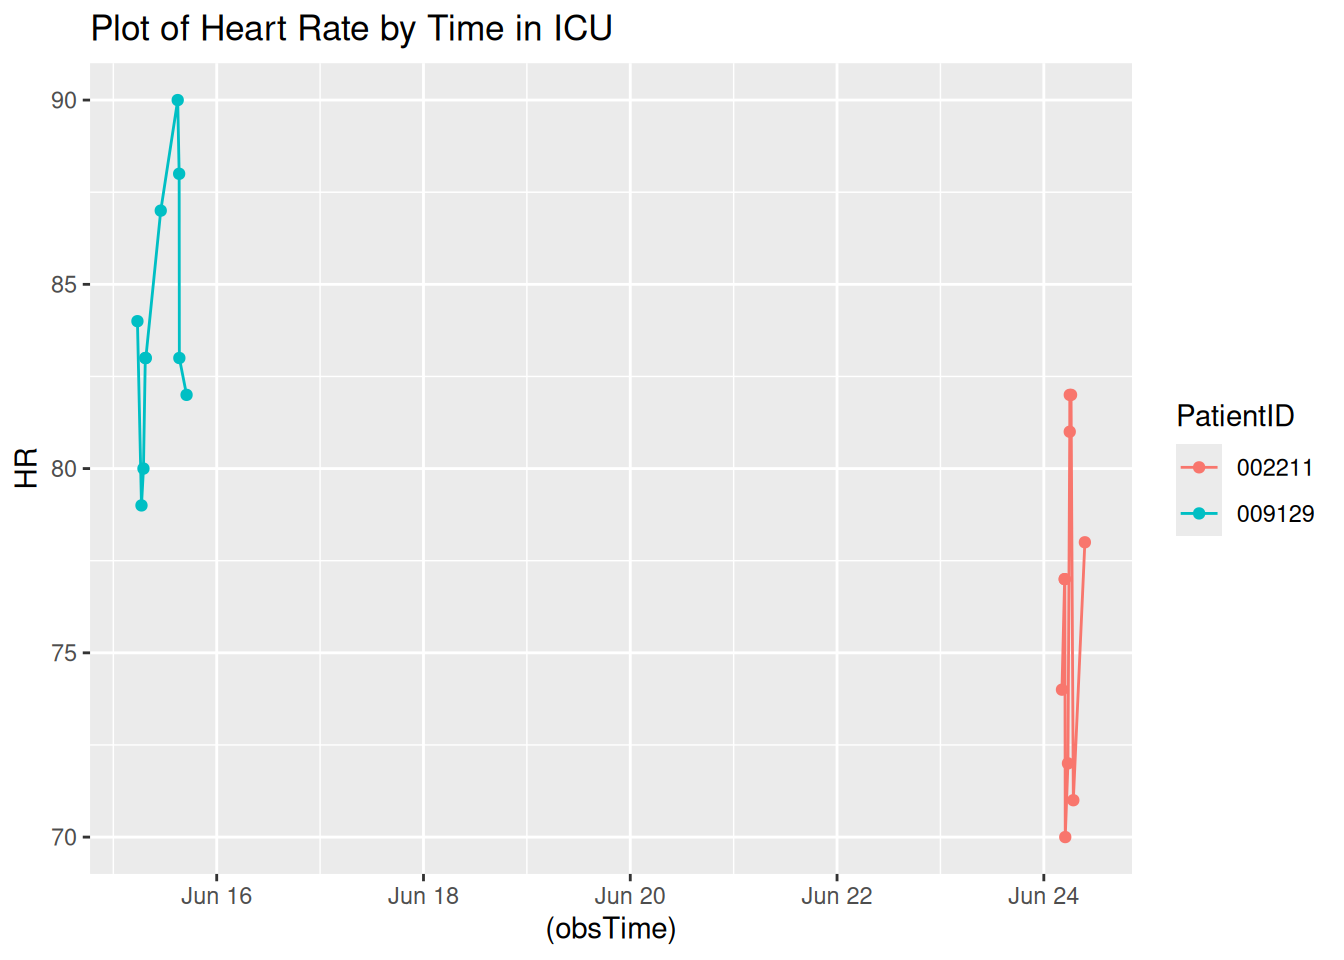 Plot of Heart Rate by Time in ICU
90
85
80
75
70
HR
Jun 16 Jun 18 Jun 20 Jun 22 Jun 24
(obsTime)
PatientID
002211
009129